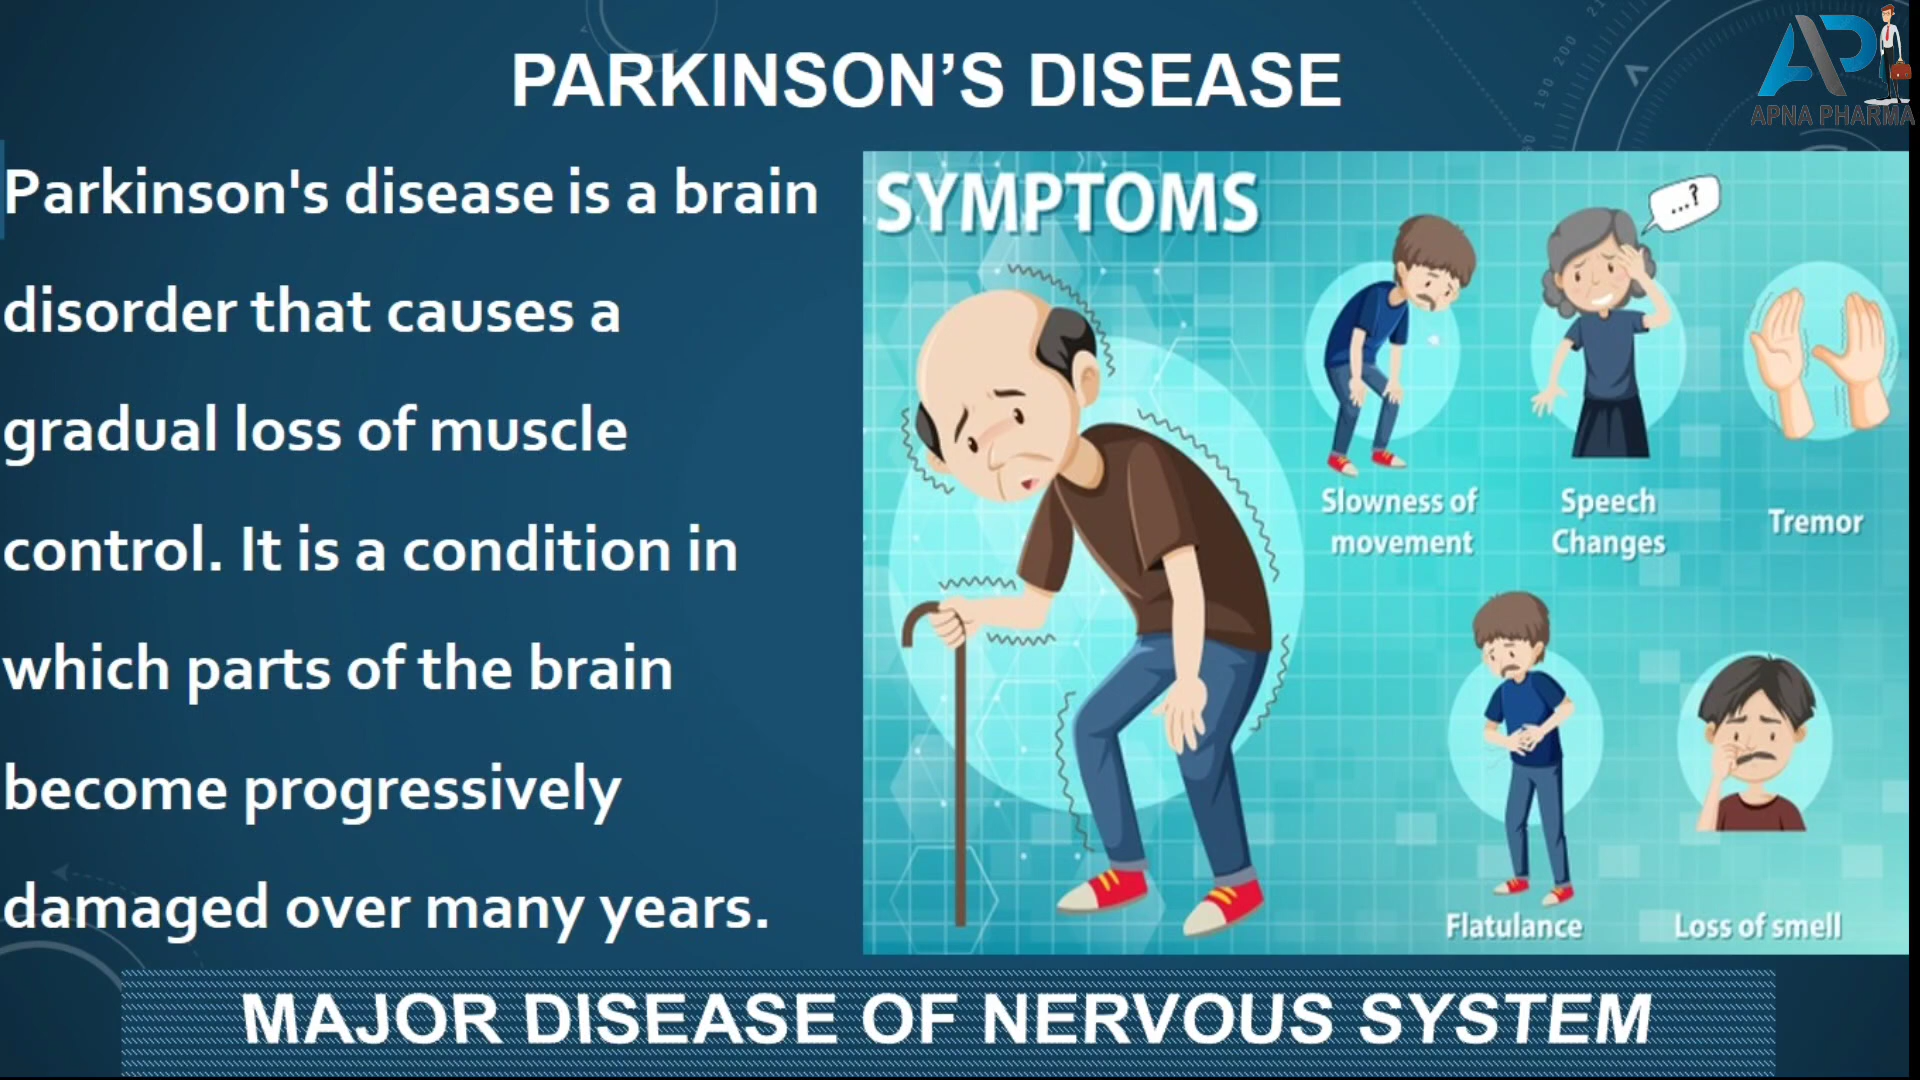 PARKINSON’S DISEASE
APNA PHARMA
Parkinson's disease is a brain
disorder that causes a
gradual loss of muscle
control. It is a condition in
which parts of the brain
become progressively
damaged over many years.
SYMPTOMS
...?
Slowness of
movement
Speech
Changes
Tremor
Flatulance
Loss of smell
MAJOR DISEASE OF NERVOUS SYSTEM